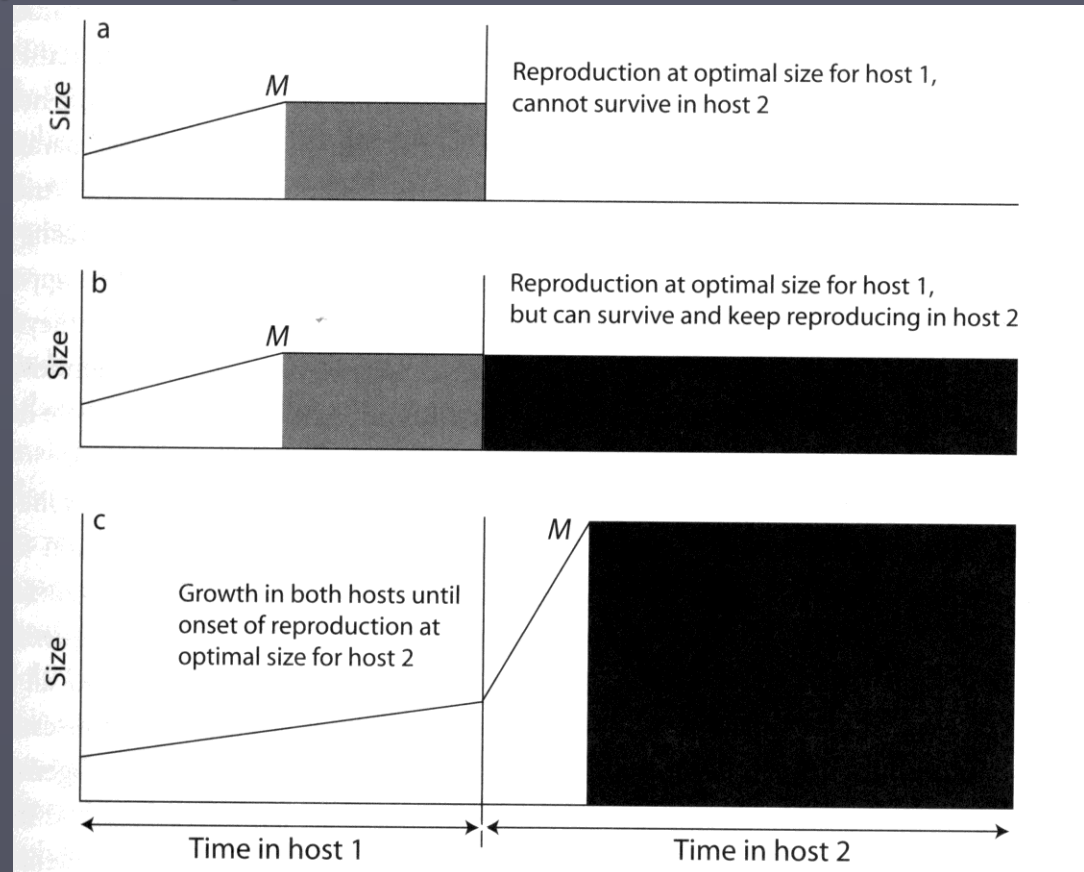 a
Size
M
Reproduction at optimal size for host 1,
cannot survive in host 2
b
Size
M
Reproduction at optimal size for host 1,
but can survive and keep reproducing in host 2
c
Size
M
Growth in both hosts until
onset of reproduction at
optimal size for host 2
Time in host 1
Time in host 2